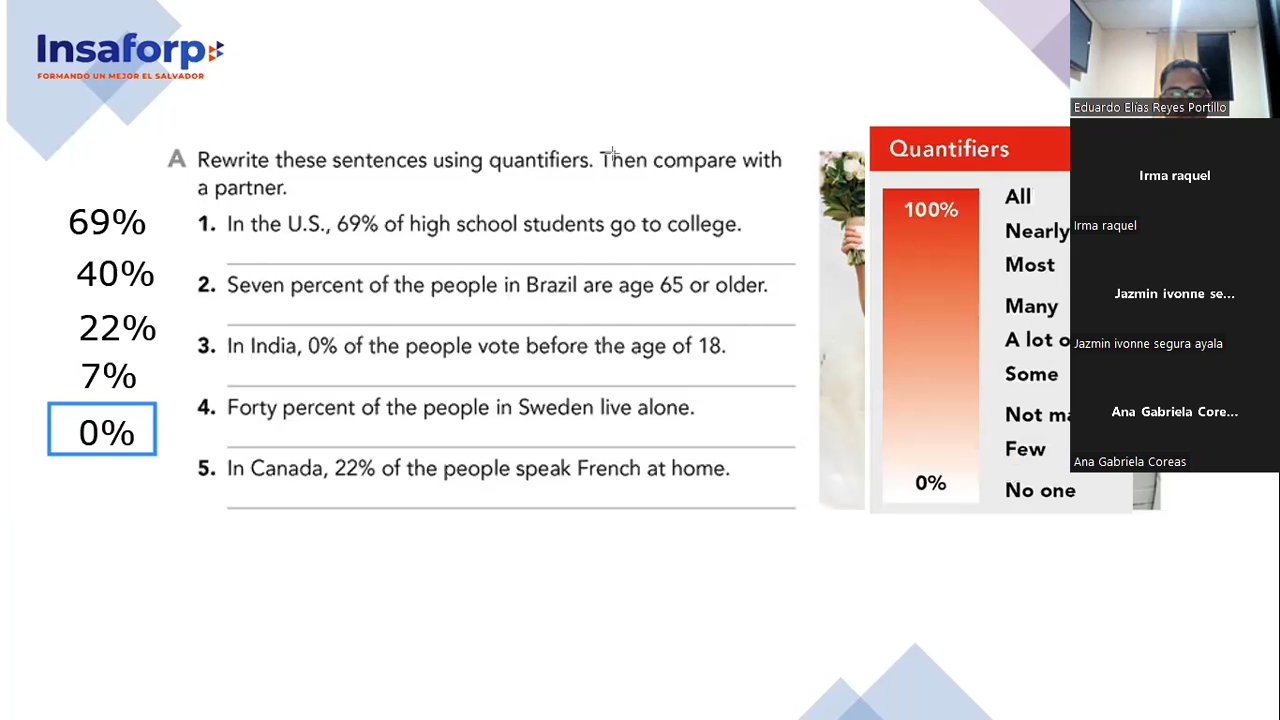 Insaforp
FORMANDO UN MEJOR EL SALVADOR
A Rewrite these sentences using quantifiers. Then compare with
a partner.
1. In the U.S., 69% of high school students go to college.
2. Seven percent of the people in Brazil are age 65 or older.
3. In India, 0% of the people vote before the age of 18.
4. Forty percent of the people in Sweden live alone.
5. In Canada, 22% of the people speak French at home.
69%
40%
22%
7%
0%
Quantifiers
100%
0%
All
Nearly
Most
Many
A lot o
Some
Not ma
Few
No one
Eduardo Elías Reyes Portillo
Irma raquel
Irma raquel
Jazmin ivonne se...
Jazmin ivonne segura ayala
Ana Gabriela Core...
Ana Gabriela Coreas